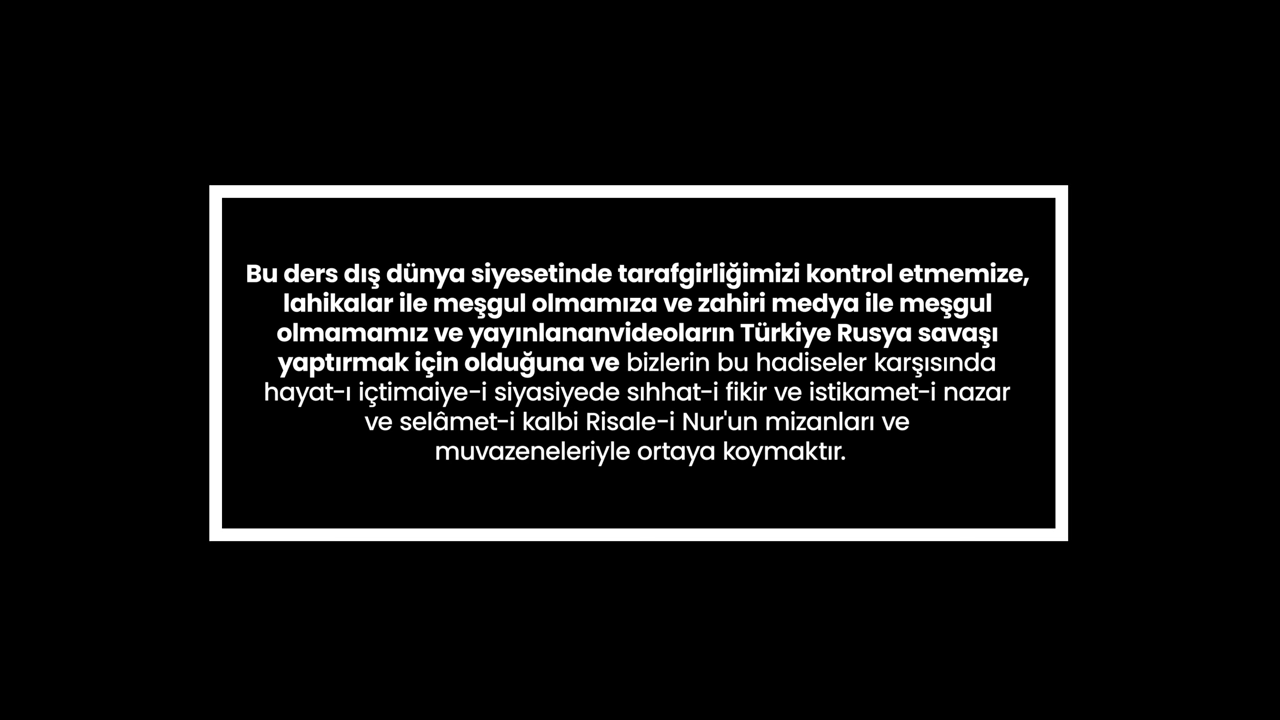 Bu ders dış dünya siyesetinde tarafgirliğimizi kontrol etmemize,
lahikalar ile meşgul olmamıza ve zahiri medya ile meşgul
olmamamız ve yayınlananvideoların Türkiye Rusya savaşı
yaptırmak için olduğuna ve bizlerin bu hadiseler karşısında
hayat-ı içtimaiye-i siyasiyede sıhhat-i fikir ve istikamet-i nazar
ve selâmet-i kalbi Risale-i Nur'un mizanları ve
muvazeneleriyle ortaya koymaktır.